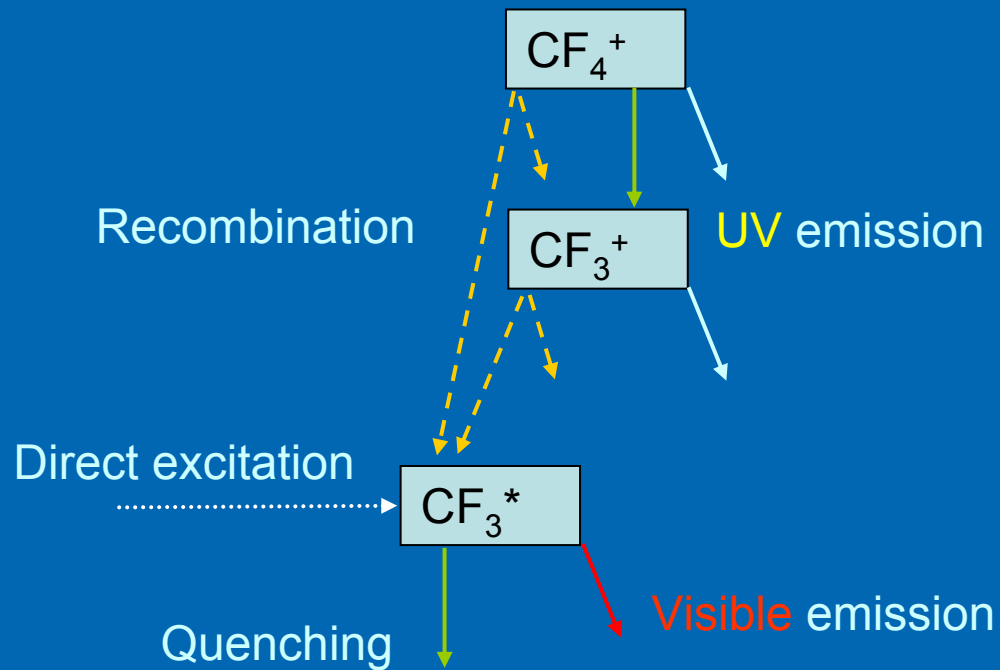 CF₄⁺
Recombination
UV emission
CF₃⁺
Direct excitation
CF₃*
Visible emission
Quenching